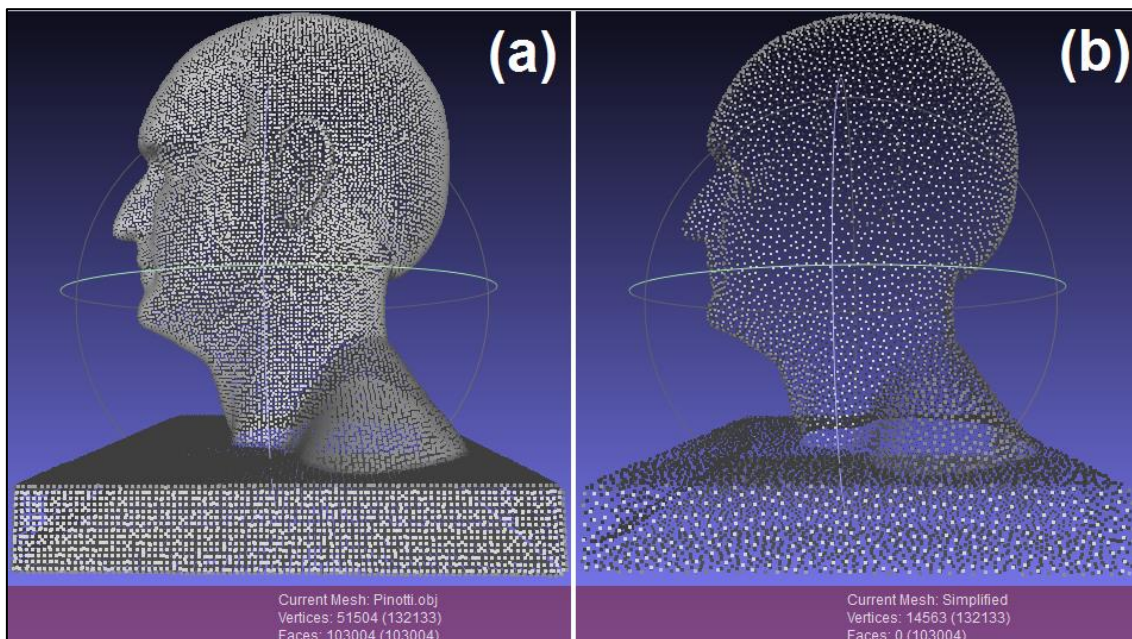 (a)
(b)
Current Mesh: Pinotti.obj
Vertices: 51504 (132133)
Faces: 103004 (103004)
Current Mesh: Simplified
Vertices: 14563 (132133)
Faces: 0 (103004)